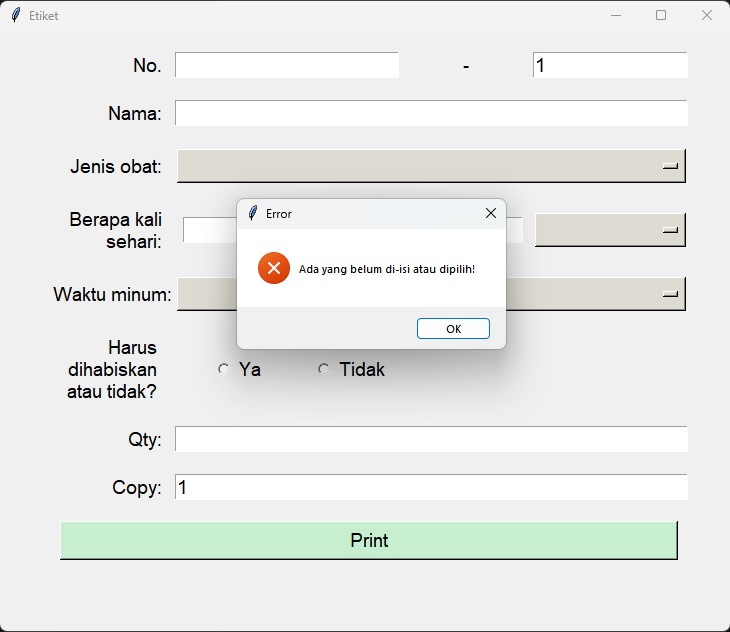 Etiket
No.
-
1
Nama:
Jenis obat:
Berapa kali
sehari:
Error
Ada yang belum di-isi atau dipilih!
OK
Waktu minum:
Harus
dihabiskan
atau tidak?
Ya
Tidak
Qty:
Copy:
1
Print